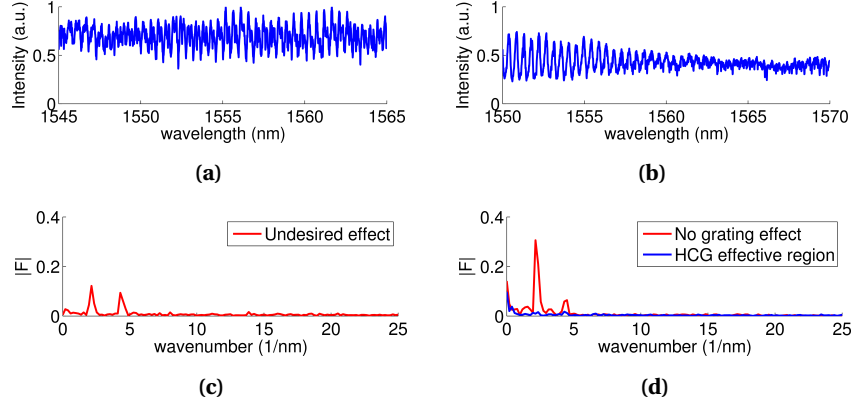 Intensity (a.u.)
1
0.5
0
1545 1550 1555 1560 1565
wavelength (nm)
(a)
Intensity (a.u.)
1
0.5
0
1550 1555 1560 1565 1570
wavelength (nm)
(b)
|F|
0.4
0.2
0
Undesired effect
0 5 10 15 20 25
wavenumber (1/nm)
(c)
|F|
0.4
0.2
0
No grating effect
HCG effective region
0 5 10 15 20 25
wavenumber (1/nm)
(d)